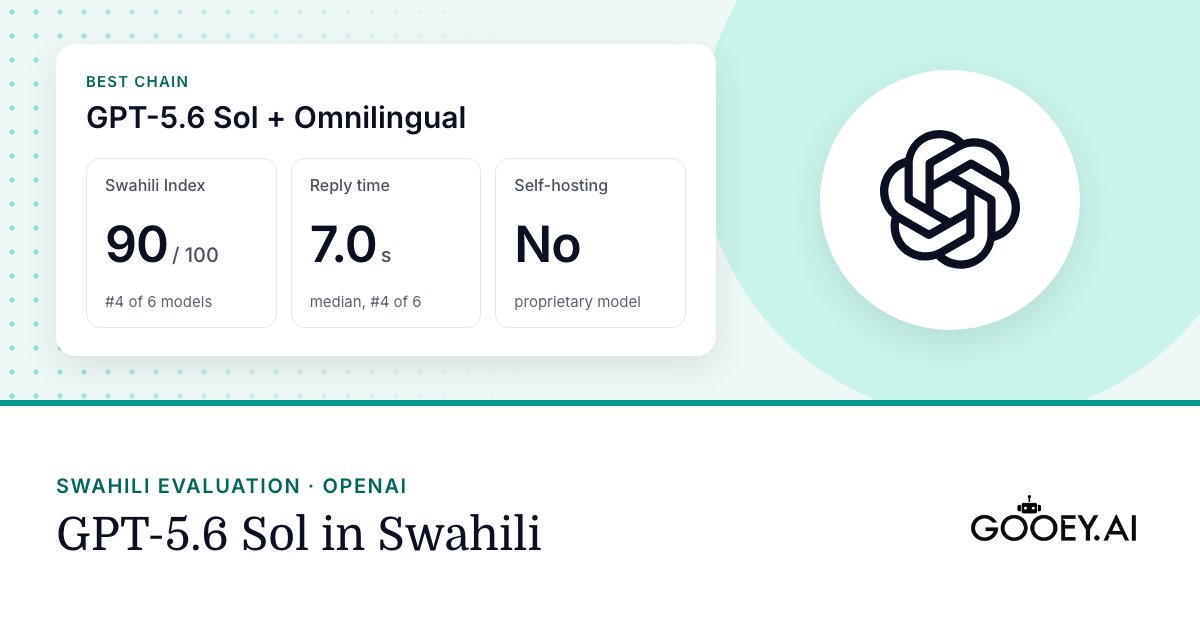 BEST CHAIN
GPT-5.6 Sol + Omnilingual
Swahili Index
90 / 100
#4 of 6 models
Reply time
7.0 s
median, #4 of 6
Self-hosting
No
proprietary model
SWAHILI EVALUATION · OPENAI
GPT-5.6 Sol in Swahili
GOOEY.AI